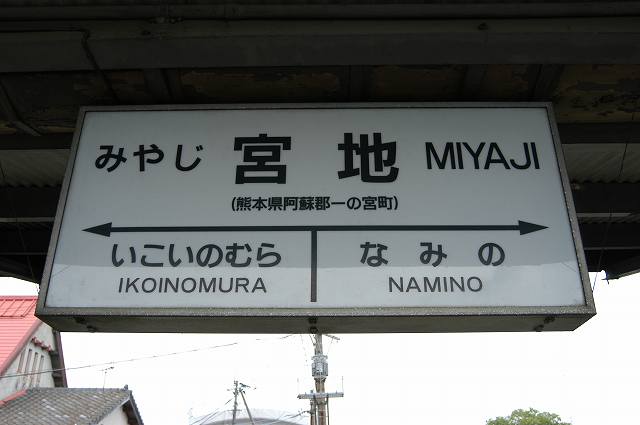 みやじ 宮地 MIYAJI
(熊本県阿蘇郡一の宮町)
いこいのむら なみの
IKOINOMURA NAMINO